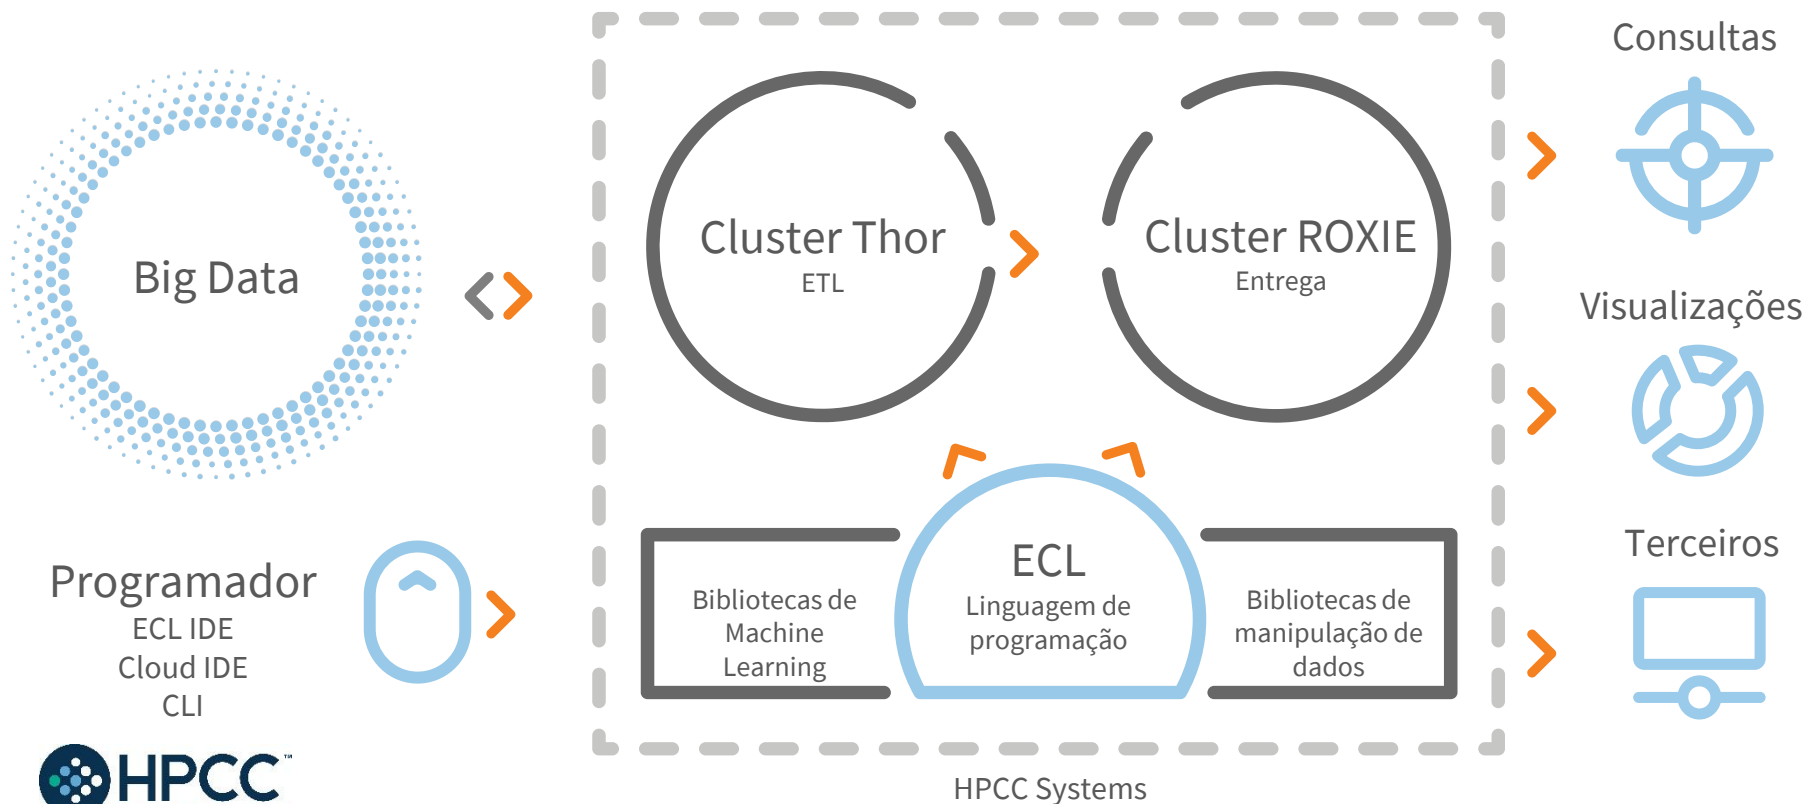 Big Data
Programador
ECL IDE
Cloud IDE
CLI
HPCC™
Cluster Thor
ETL
Cluster ROXIE
Entrega
Bibliotecas de
Machine
Learning
ECL
Linguagem de
programação
Bibliotecas de
manipulação de
dados
HPCC Systems
Consultas
Visualizações
Terceiros